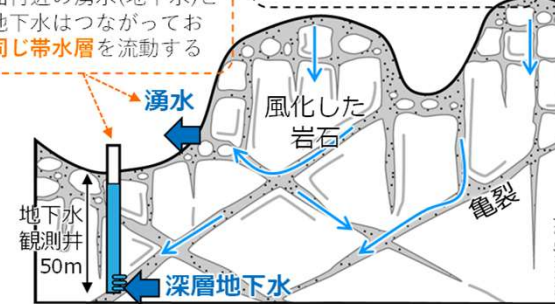 地下水はつながってお
同じ帯水層を流動する
湧水
風化した
岩石
亀裂
地下水
観測井
50m
深層地下水